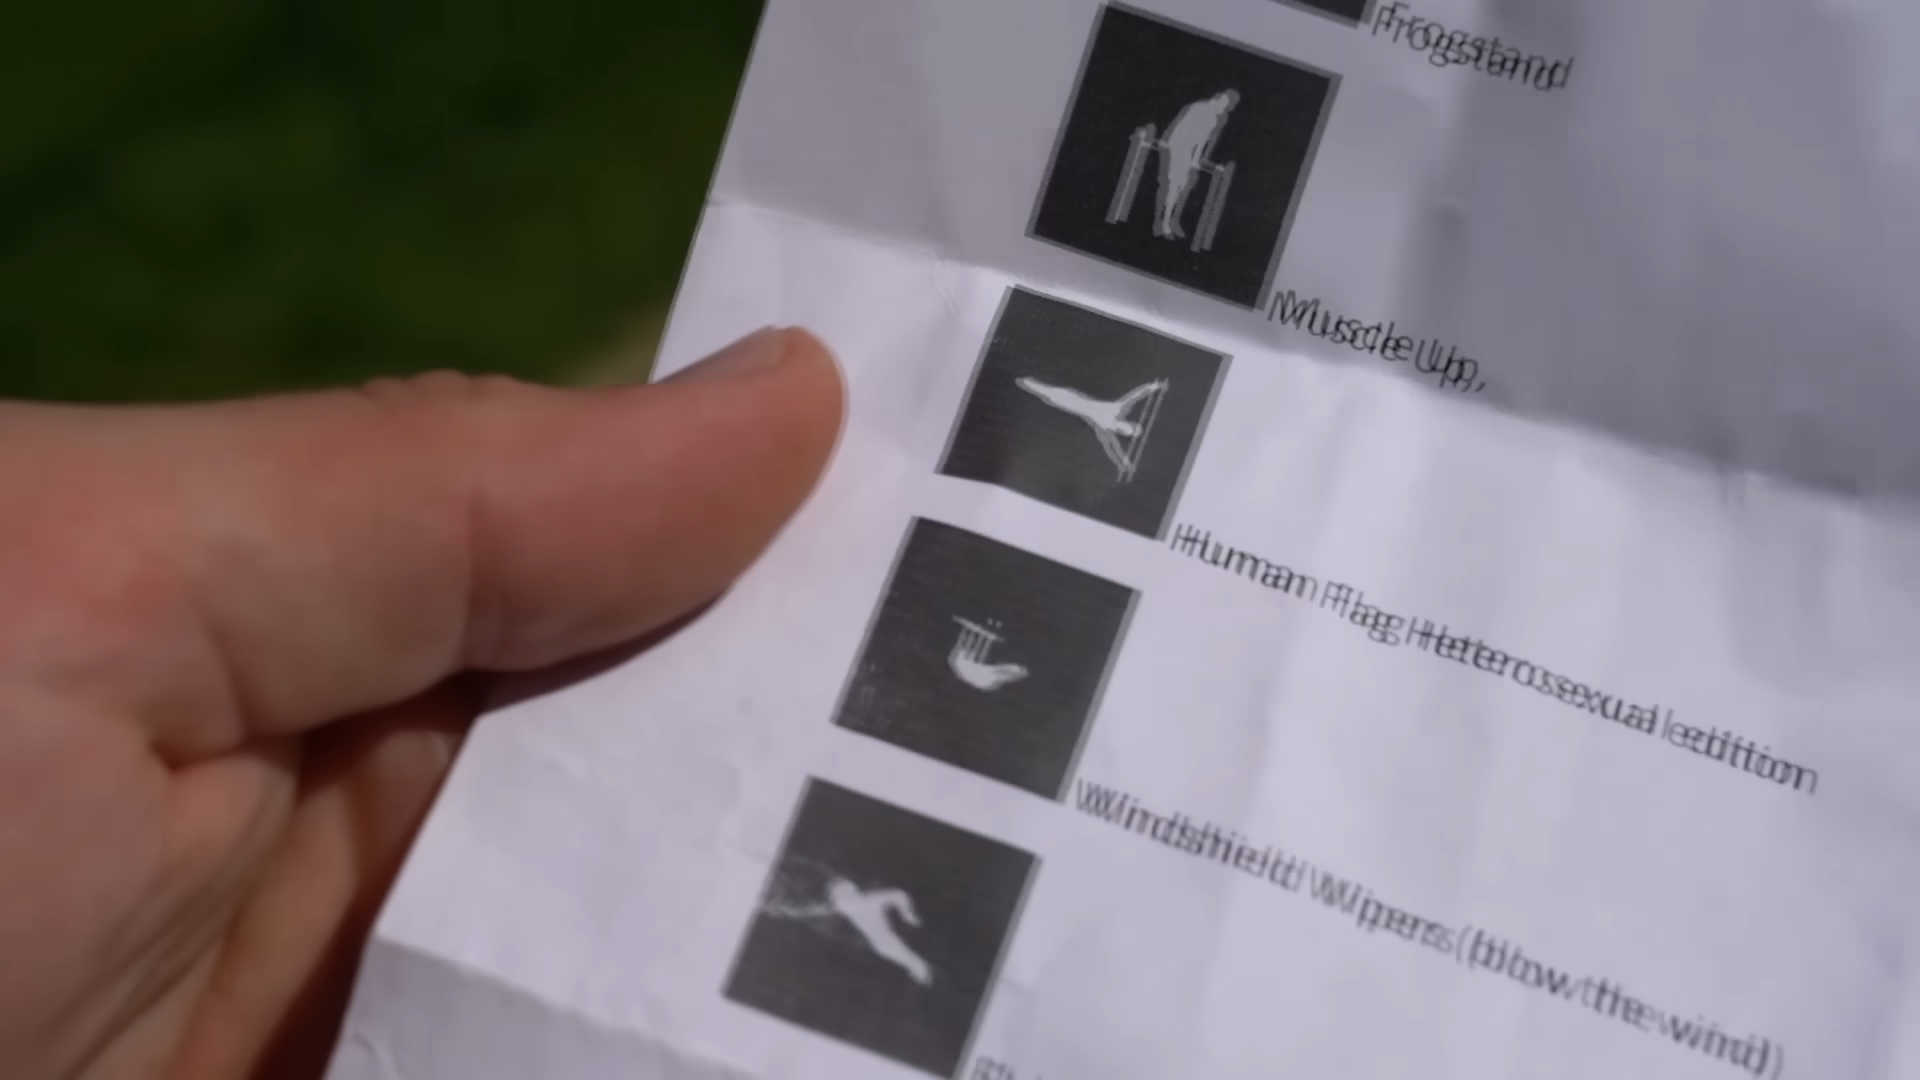 Frogstand
Muscle Up,
Human Flag Heterosexual edition
Windshield Wipers (blow the wind)